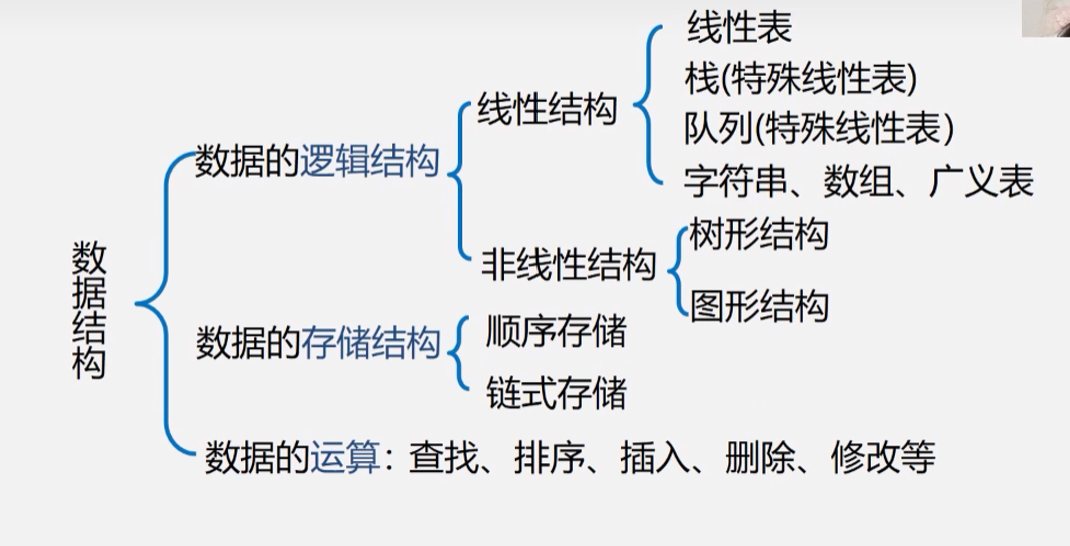 数据结构
数据的逻辑结构
线性结构
线性表
栈(特殊线性表)
队列(特殊线性表)
字符串、数组、广义表
非线性结构
树形结构
图形结构
数据的存储结构
顺序存储
链式存储
数据的运算：查找、排序、插入、删除、修改等